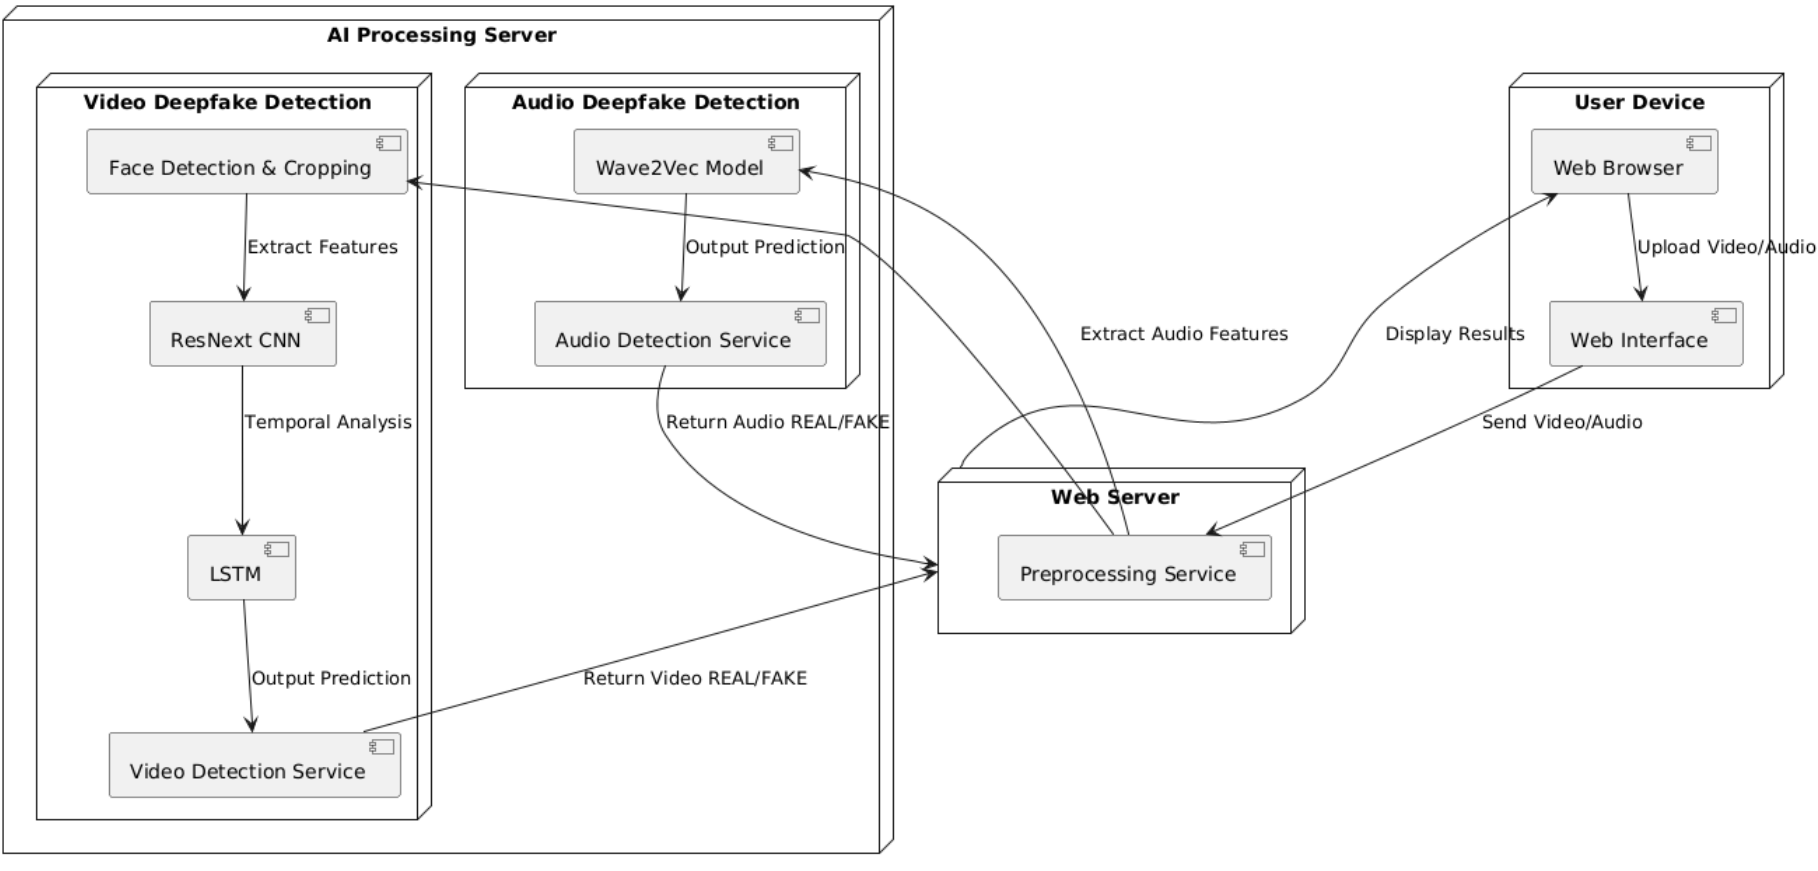 AI Processing Server
Video Deepfake Detection
Audio Deepfake Detection
User Device
Face Detection & Cropping
Wave2Vec Model
Web Browser
Extract Features
Output Prediction
Upload Video/Audio
ResNext CNN
Audio Detection Service
Extract Audio Features
Display Results
Web Interface
Temporal Analysis
Return Audio REAL/FAKE
Send Video/Audio
Web Server
LSTM
Preprocessing Service
Output Prediction
Return Video REAL/FAKE
Video Detection Service